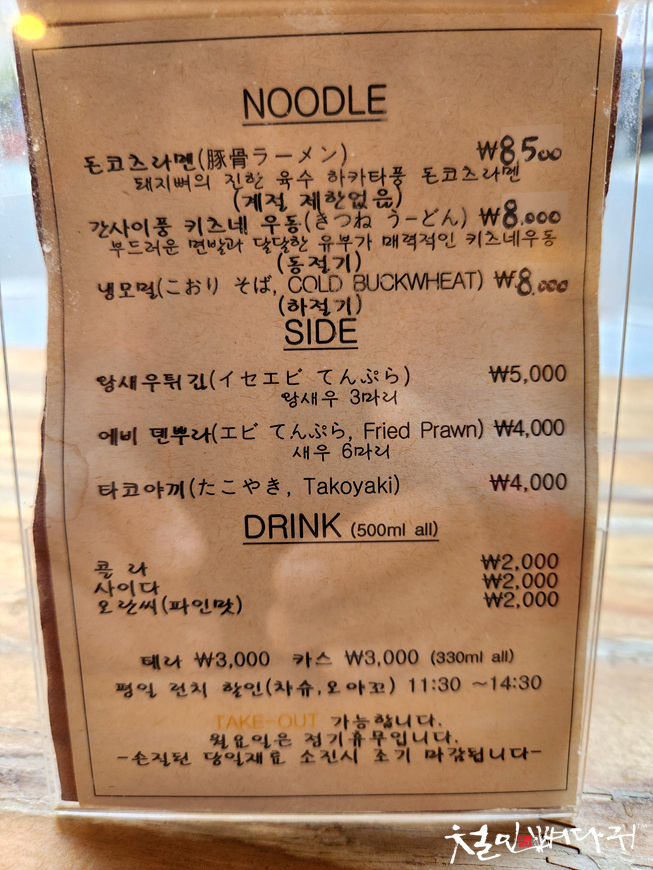 NOODLE
돈코츠라멘(豚骨ラーメン) ₩8,500
돼지뼈의 진한 육수 하카타풍 돈코츠라멘
(계절 제한없음)
간사이풍 키츠네 우동(きつね うーどん) ₩8,000
부드러운 면발과 달달한 유부가 매력적인 키츠네우동
(동절기)
냉모밀(こおり そば, COLD BUCKWHEAT) ₩8,000
(하절기)
SIDE
왕새우튀김(イセエビ てんぷら) ₩5,000
왕새우 3마리
에비 덴뿌라(エビ てんぷら, Fried Prawn) ₩4,000
새우 6마리
타코야끼(たこやき, Takoyaki) ₩4,000
DRINK (500ml all)
콜 라 ₩2,000
사이다 ₩2,000
오란씨(파인맛) ₩2,000
테라 ₩3,000 카스 ₩3,000 (330ml all)
평일 런치 할인(차슈,오야꼬) 11:30 ~14:30
TAKE-OUT 가능합니다.
월요일은 정기휴무입니다.
-손질된 당일재료 소진시 조기 마감됩니다-